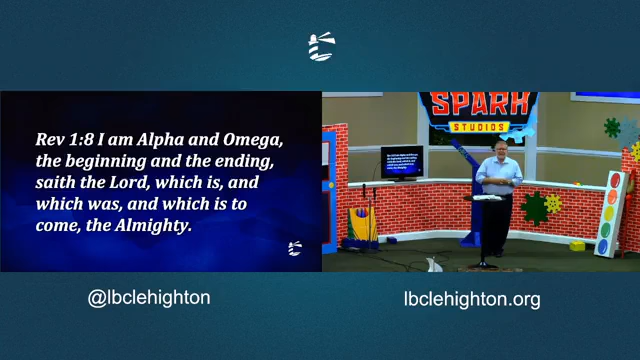 Rev 1:8 I am Alpha and Omega,
the beginning and the ending,
saith the Lord, which is, and
which was, and which is to
come, the Almighty.
SPARK
STUDIOS
@lbclehighton
lbclehighton.org